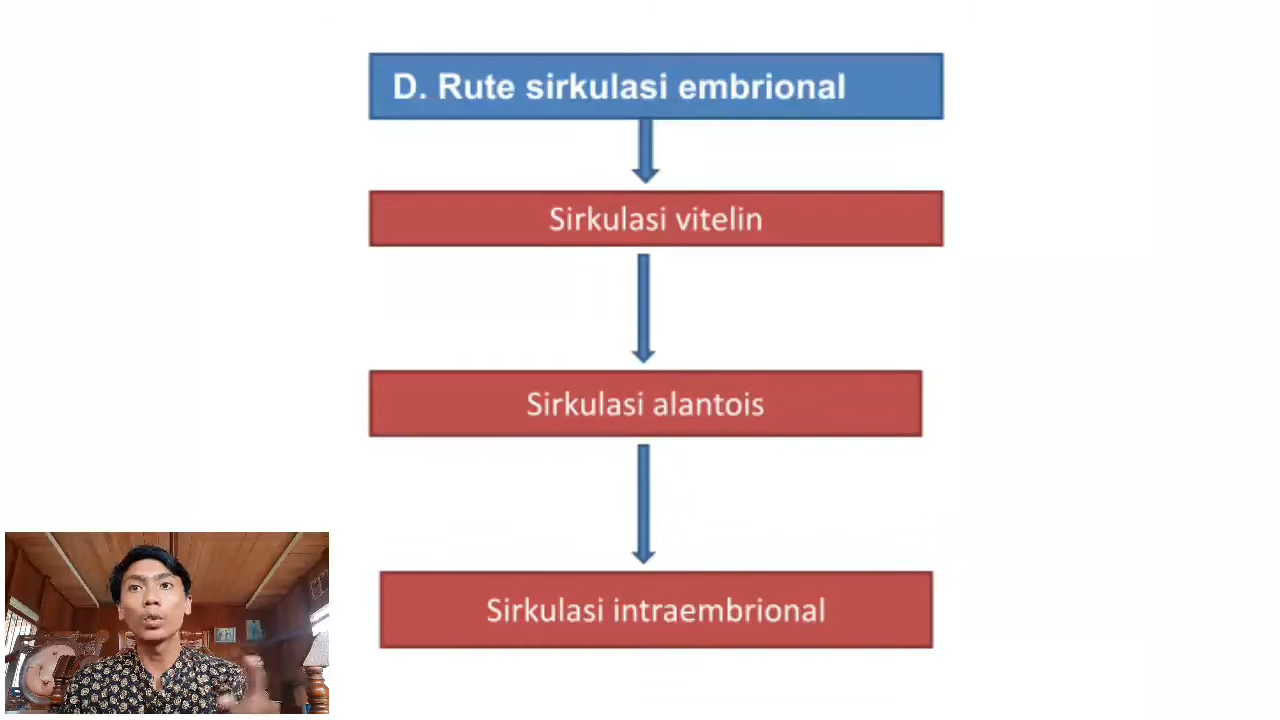 D. Rute sirkulasi embrional
Sirkulasi vitelin
Sirkulasi alantois
Sirkulasi intraembrional